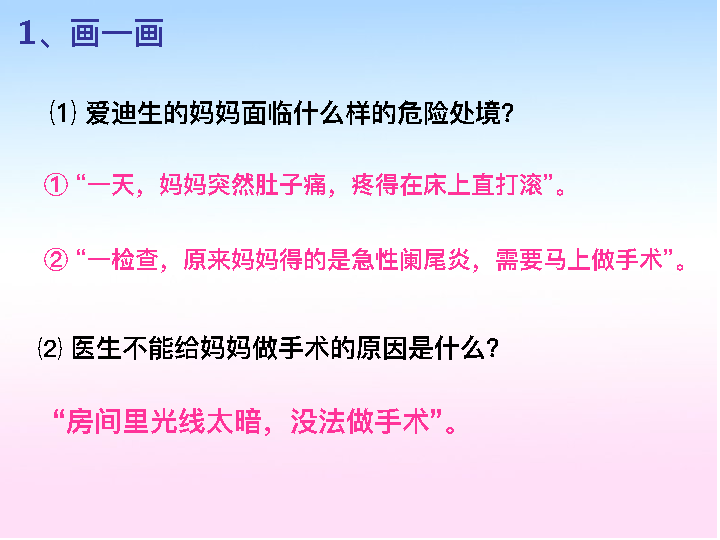 1、画一画
⑴ 爱迪生的妈妈面临什么样的危险处境?
① “一天，妈妈突然肚子痛，疼得在床上直打滚”。
② “一检查，原来妈妈得的是急性阑尾炎，需要马上做手术”。
⑵ 医生不能给妈妈做手术的原因是什么?
“房间里光线太暗，没法做手术”。